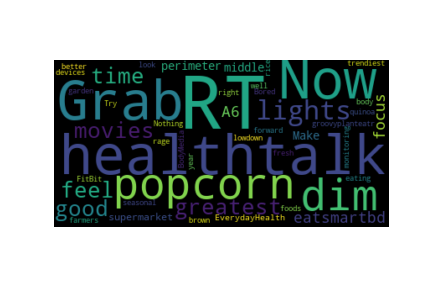 better
devices
time
perimeter
middle
rice
well
look
trendiest
garden
Bored
Now
body
Grab
Try
RT
right
A6
lights
quinoa
focus
groovyplanteatr
movies
Nothing
rage
lowdown
forward
Make
monitoring
healthtalk
year
fresh
feel
FitBit
popcorn
eating
dim
good
seasonal
greatest
foods
eatsmartbd
farmers
supermarket
brown
EverydayHealth